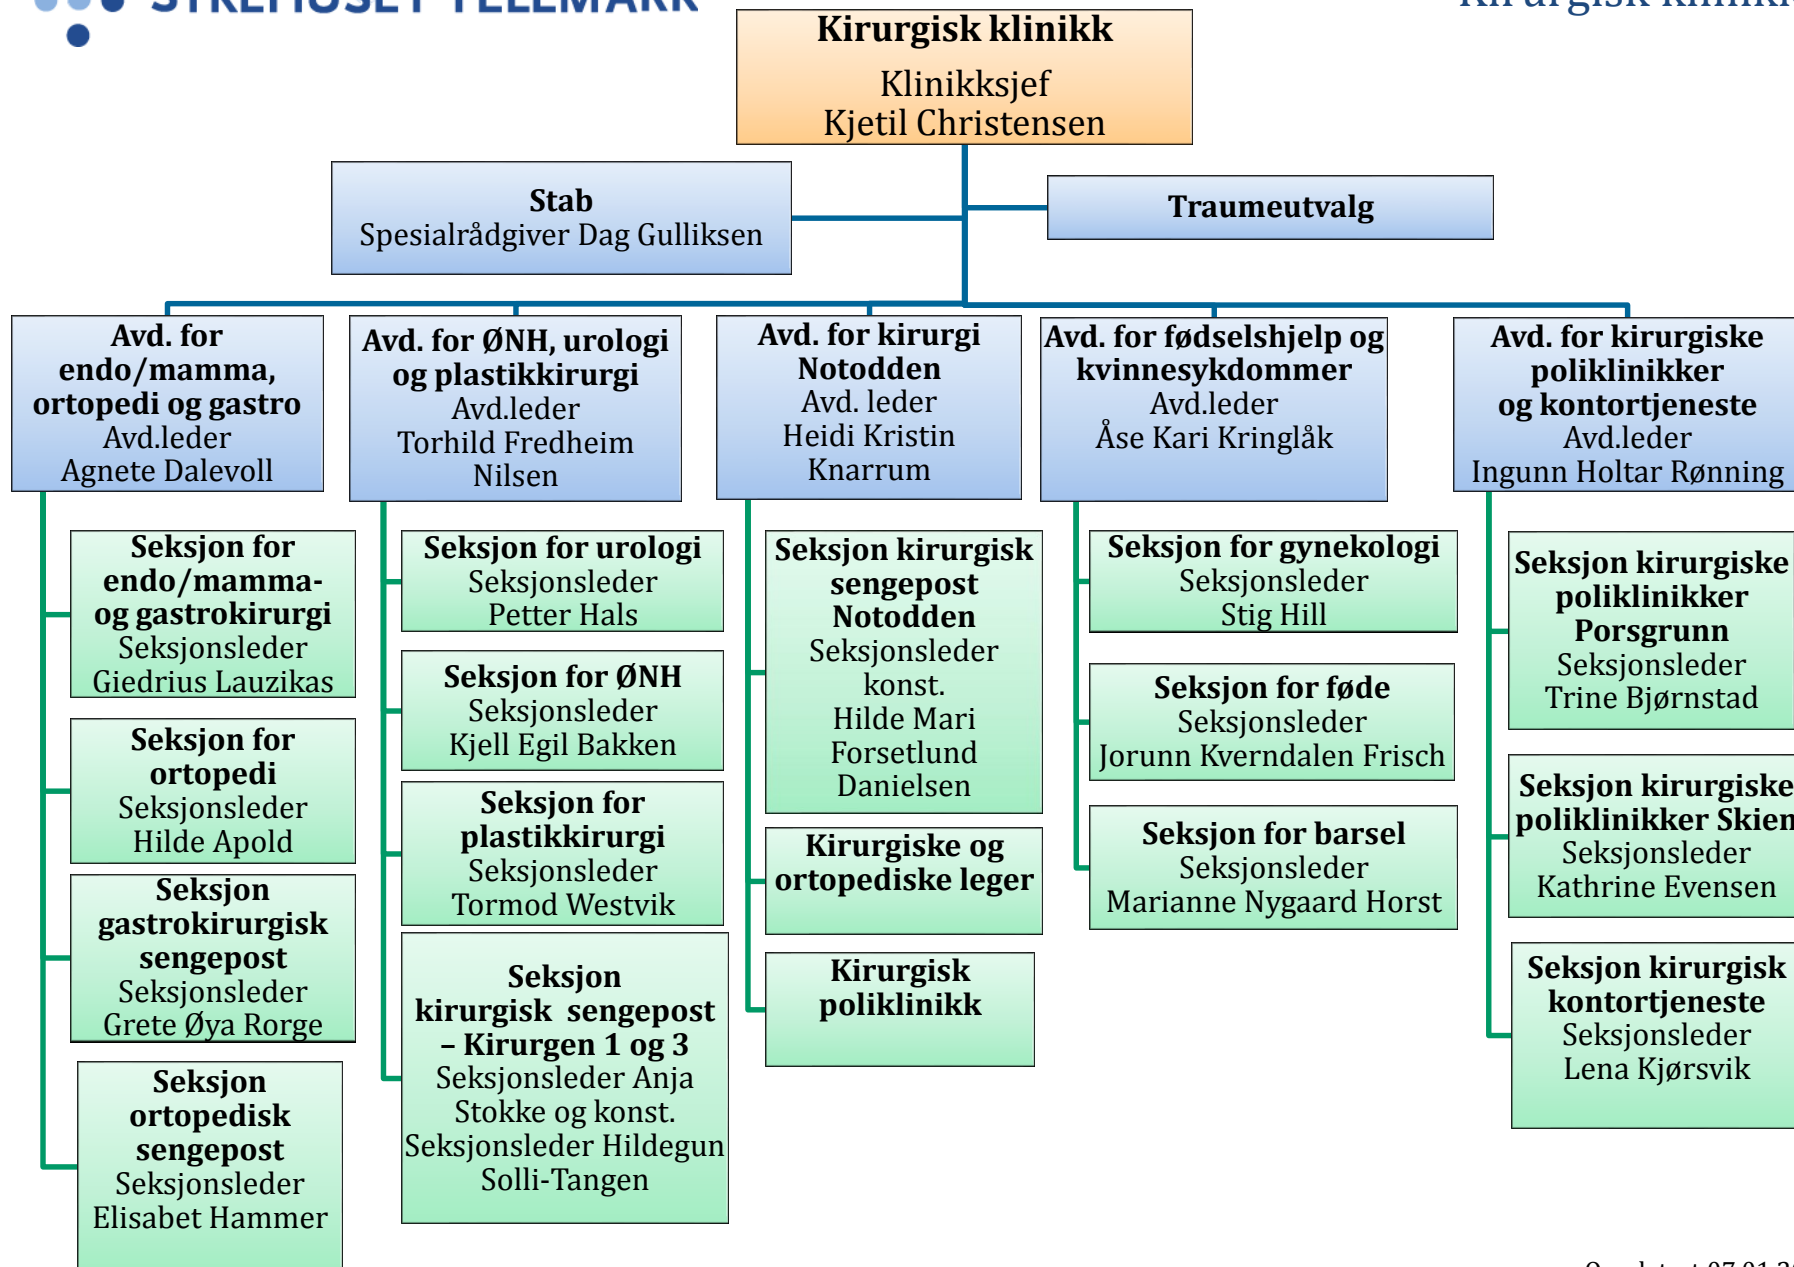 SYKEHUSET TELEMARK
Kirurgisk klinikk
Kirurgisk klinikk
Klinikksjef
Kjetil Christensen
Stab
Spesialrådgiver Dag Gulliksen
Traumeutvalg
Avd. for
endo/mamma,
ortopedi og gastro
Avd.leder
Agnete Dalevoll
Avd. for ØNH, urologi
og plastikkirurgi
Avd.leder
Torhild Fredheim
Nilsen
Avd. for kirurgi
Notodden
Avd. leder
Heidi Kristin
Knarrum
Avd. for fødselshjelp og
kvinnesykdommer
Avd.leder
Åse Kari Kringlåk
Avd. for kirurgiske
poliklinikker
og kontortjeneste
Avd.leder
Ingunn Holtar Rønning
Seksjon for
endo/mamma-
og gastrokirurgi
Seksjonsleder
Giedrius Lauzikas
Seksjon for
ortopedi
Seksjonsleder
Hilde Apold
Seksjon
gastrokirurgisk
sengepost
Seksjonsleder
Grete Øya Rorge
Seksjon
ortopedisk
sengepost
Seksjonsleder
Elisabet Hammer
Seksjon for urologi
Seksjonsleder
Petter Hals
Seksjon for ØNH
Seksjonsleder
Kjell Egil Bakken
Seksjon for
plastikkirurgi
Seksjonsleder
Tormod Westvik
Seksjon
kirurgisk sengepost
– Kirurgen 1 og 3
Seksjonsleder Anja
Stokke og konst.
Seksjonsleder Hildegun
Solli-Tangen
Seksjon kirurgisk
sengepost
Notodden
Seksjonsleder
konst.
Hilde Mari
Forsetlund
Danielsen
Kirurgiske og
ortopediske leger
Kirurgisk
poliklinikk
Seksjon for gynekologi
Seksjonsleder
Stig Hill
Seksjon for føde
Seksjonsleder
Jorunn Kverndalen Frisch
Seksjon for barsel
Seksjonsleder
Marianne Nygaard Horst
Seksjon kirurgiske
poliklinikker
Porsgrunn
Seksjonsleder
Trine Bjørnstad
Seksjon kirurgiske
poliklinikker Skien
Seksjonsleder
Kathrine Evensen
Seksjon kirurgisk
kontortjeneste
Seksjonsleder
Lena Kjørsvik